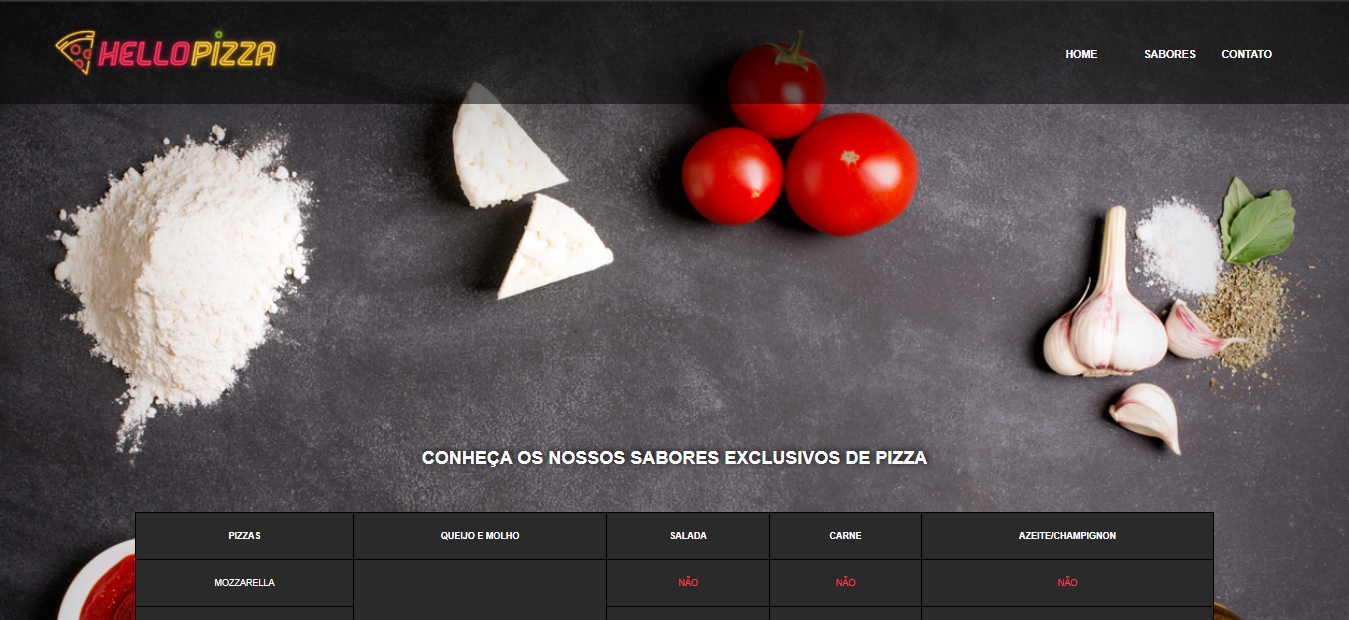 HELLOPIZZA
HOME SABORES CONTATO
CONHEÇA OS NOSSOS SABORES EXCLUSIVOS DE PIZZA
PIZZAS QUEIJO E MOLHO SALADA CARNE AZEITE/CHAMPIGNON
MOZZARELLA NÃO NÃO NÃO